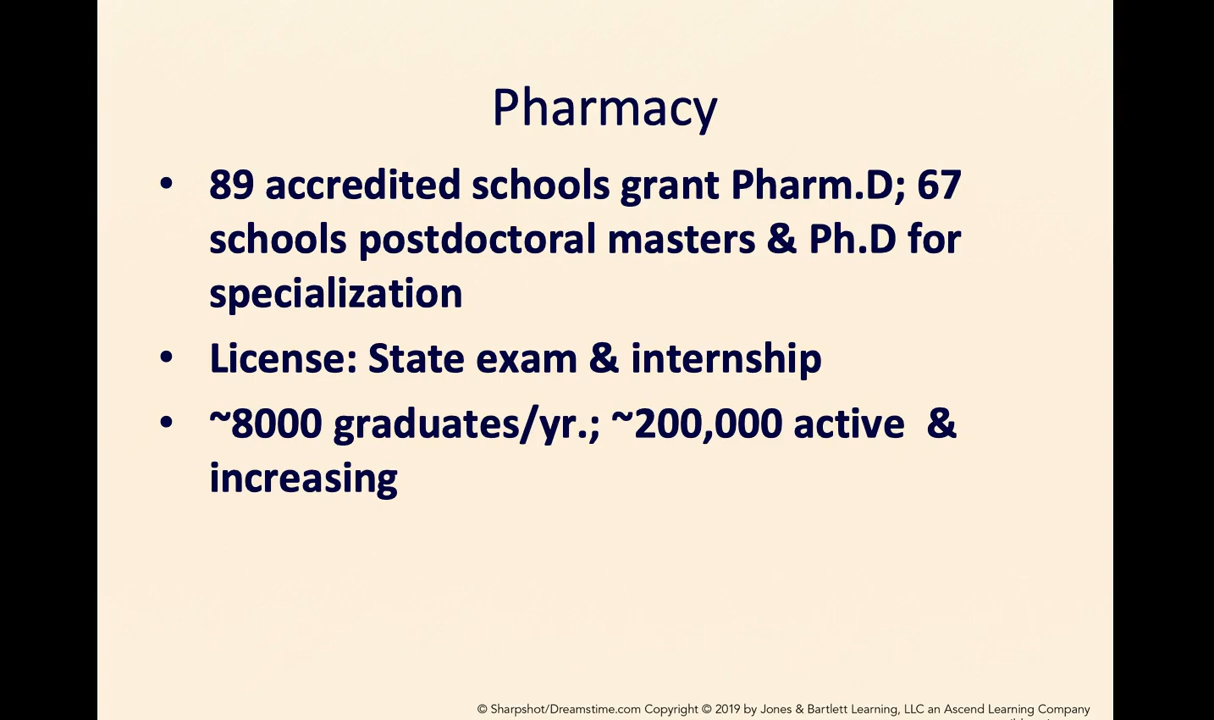 Pharmacy
• 89 accredited schools grant Pharm.D; 67
schools postdoctoral masters & Ph.D for
specialization
• License: State exam & internship
• ~8000 graduates/yr.; ~200,000 active  &
increasing
© Sharpshot/Dreamstime.com Copyright © 2019 by Jones & Bartlett Learning, LLC an Ascend Learning Company